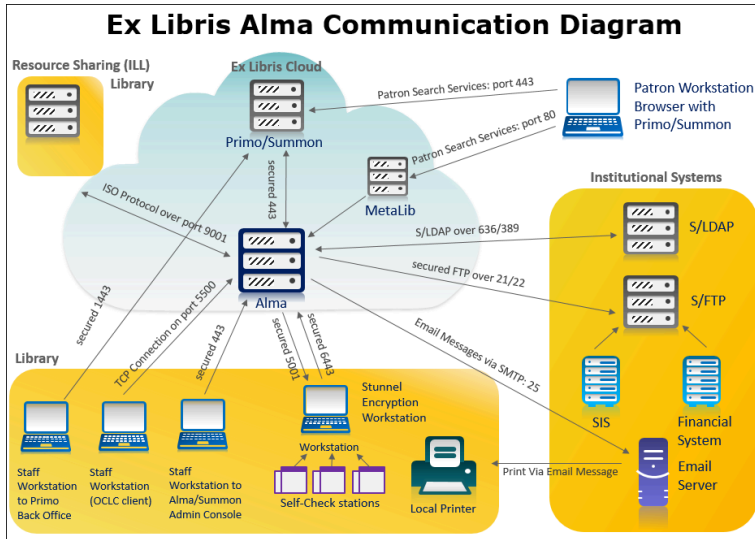 Ex Libris Alma Communication Diagram
Resource Sharing (ILL)
Library
Ex Libris Cloud
Primo/Summon
Patron Search Services: port 443
Patron Search Services: port 80
Patron Workstation
Browser with
Primo/Summon
MetaLib
secured 443
ISO Protocol over port 9001
Alma
Institutional Systems
S/LDAP over 636/389
S/LDAP
secured FTP over 21/22
S/FTP
Email Messages via SMTP: 25
SIS
Financial
System
Email
Server
Print Via Email Message
secured 1443
TCP Connection on port 5500
secured 443
secured 5001
secured 6443
Library
Staff
Workstation
to Primo
Back Office
Staff
Workstation
(OCLC client)
Staff
Workstation to
Alma/Summon
Admin Console
Stunnel
Encryption
Workstation
Workstation
Self-Check stations
Local Printer